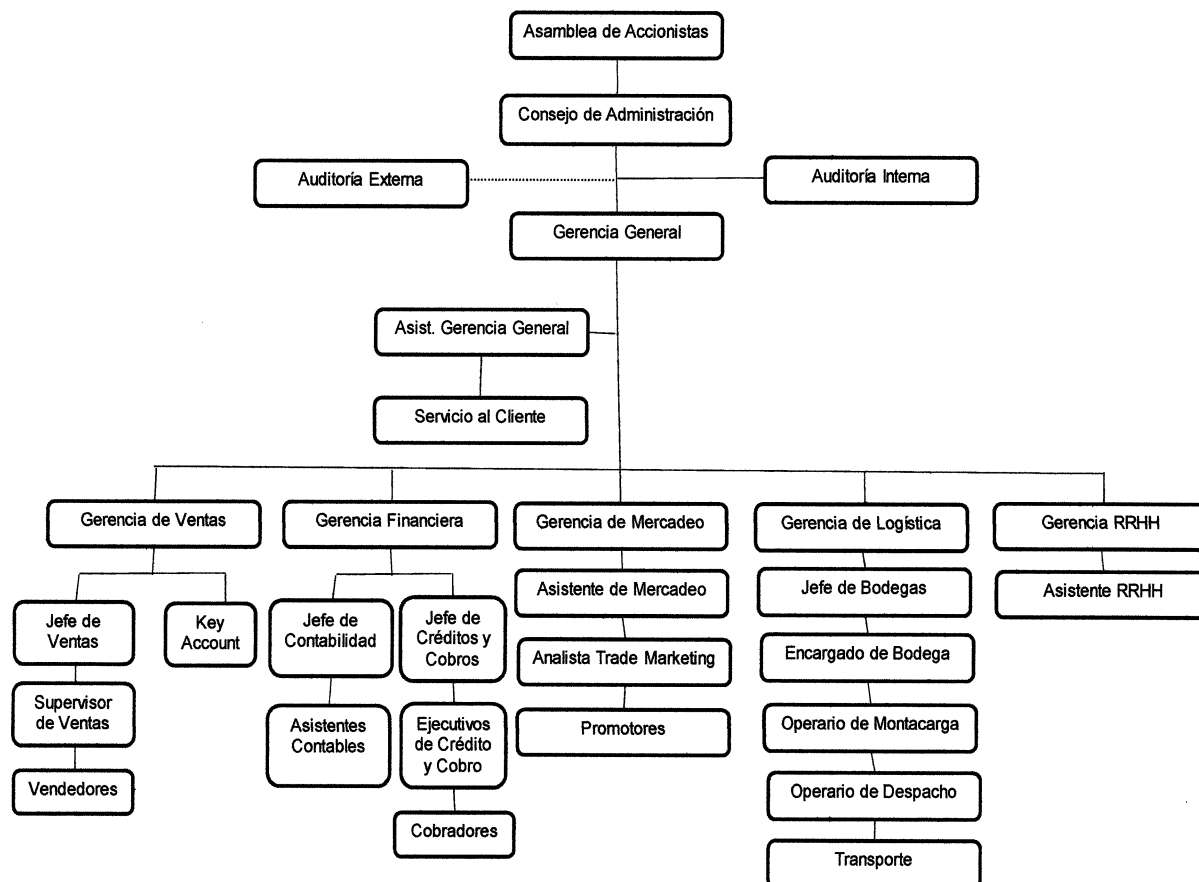 Asamblea de Accionistas
Consejo de Administración
Auditoría Externa
Auditoría Interna
Gerencia General
Asist. Gerencia General
Servicio al Cliente
Gerencia de Ventas
Gerencia Financiera
Gerencia de Mercadeo
Gerencia de Logística
Gerencia RRHH
Jefe de
Ventas
Key
Account
Supervisor
de Ventas
Vendedores
Jefe de
Contabilidad
Asistentes
Contables
Jefe de
Créditos y
Cobros
Ejecutivos
de Crédito
y Cobro
Cobradores
Asistente de Mercadeo
Analista Trade Marketing
Promotores
Jefe de Bodegas
Encargado de Bodega
Operario de Montacarga
Operario de Despacho
Transporte
Asistente RRHH